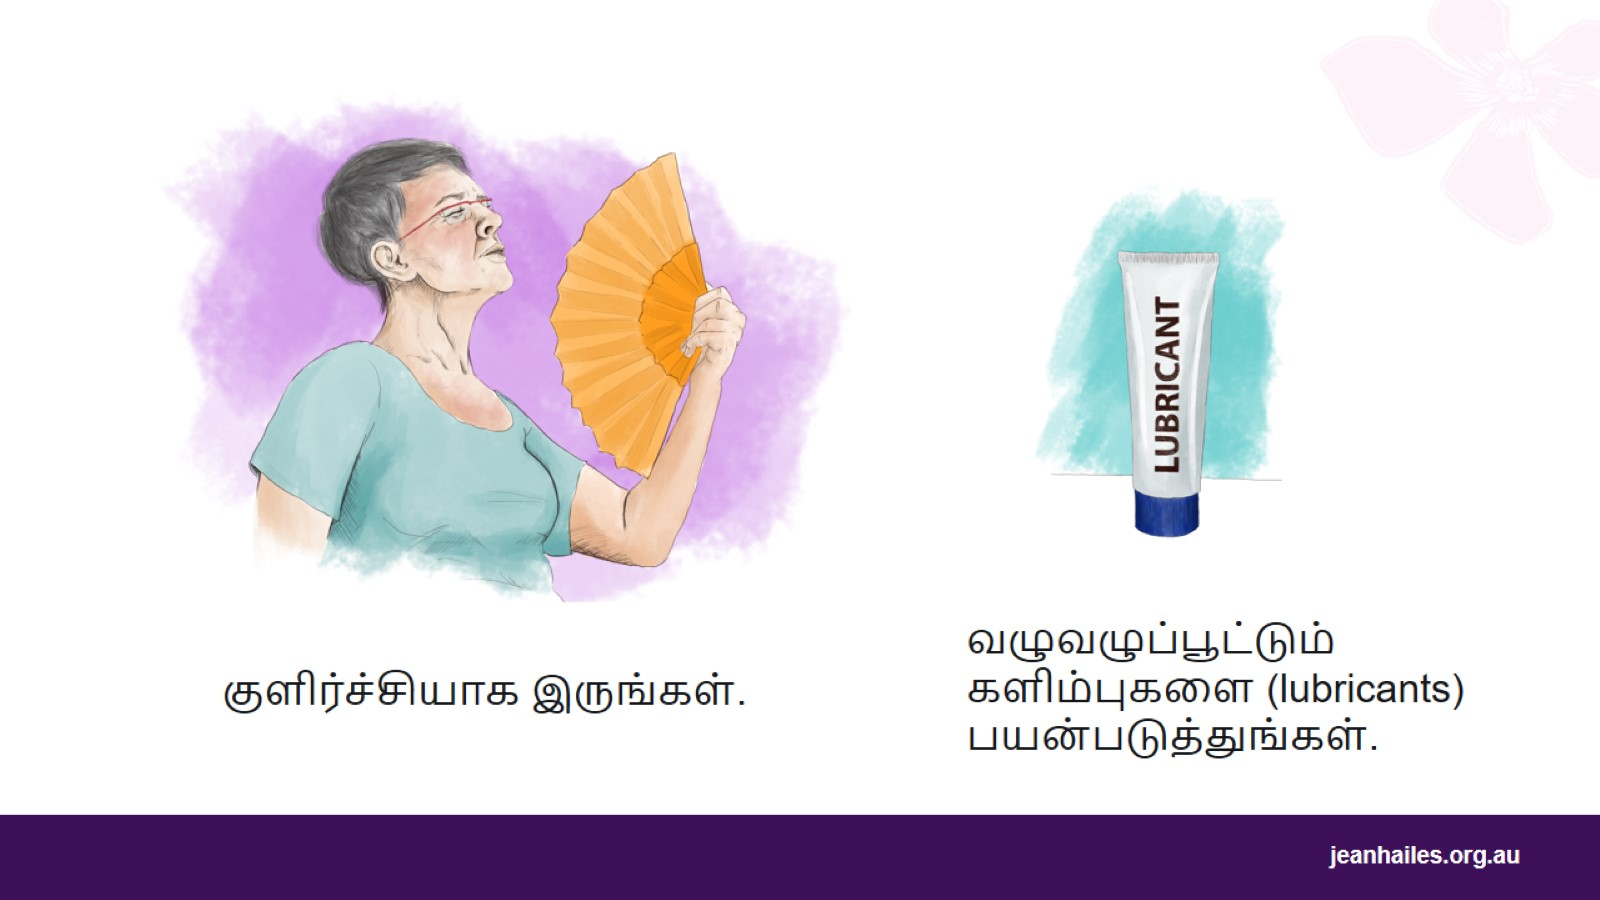 LUBRICANT
குளிர்ச்சியாக இருங்கள்.
வழுவழுப்பூட்டும்
களிம்புகளை (lubricants)
பயன்படுத்துங்கள்.
jeanhailes.org.au